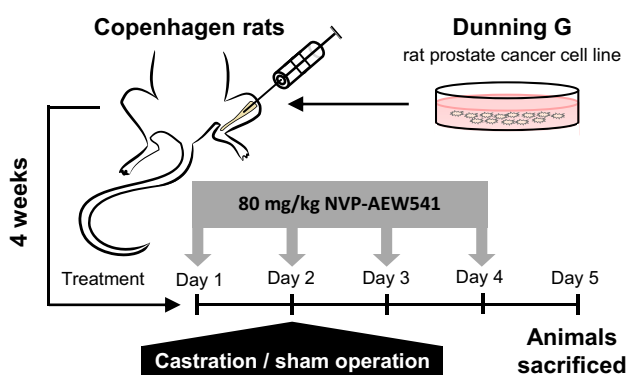 Copenhagen rats
Dunning G
rat prostate cancer cell line
4 weeks
80 mg/kg NVP-AEW541
Treatment
Day 1
Day 2
Day 3
Day 4
Day 5
Castration / sham operation
Animals
sacrificed